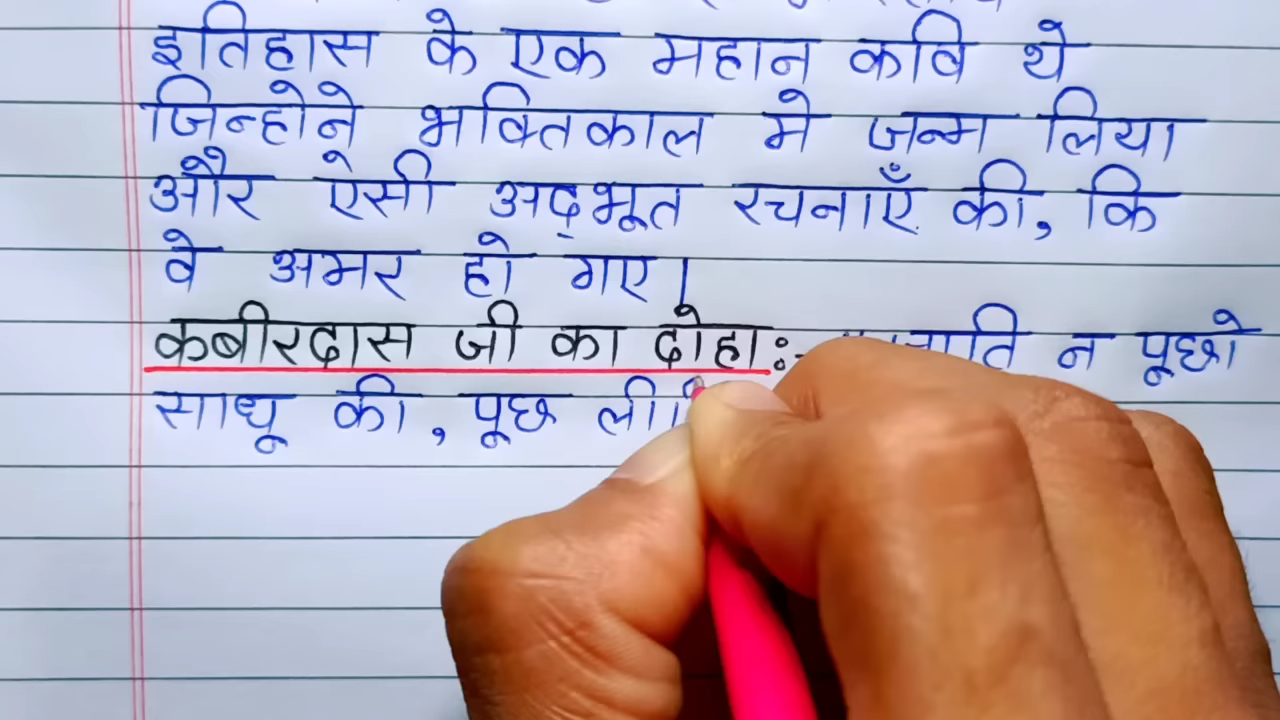 इतिहास के एक महान कवि थे
जिन्होने भक्तिकाल मे जन्म लिया
और ऐसी अद्‌भूत रचनाएँ की, कि
वे अमर हो गए।
कबीरदास जी का दोहा:- जाति न पूछो
साधू की, पूछ